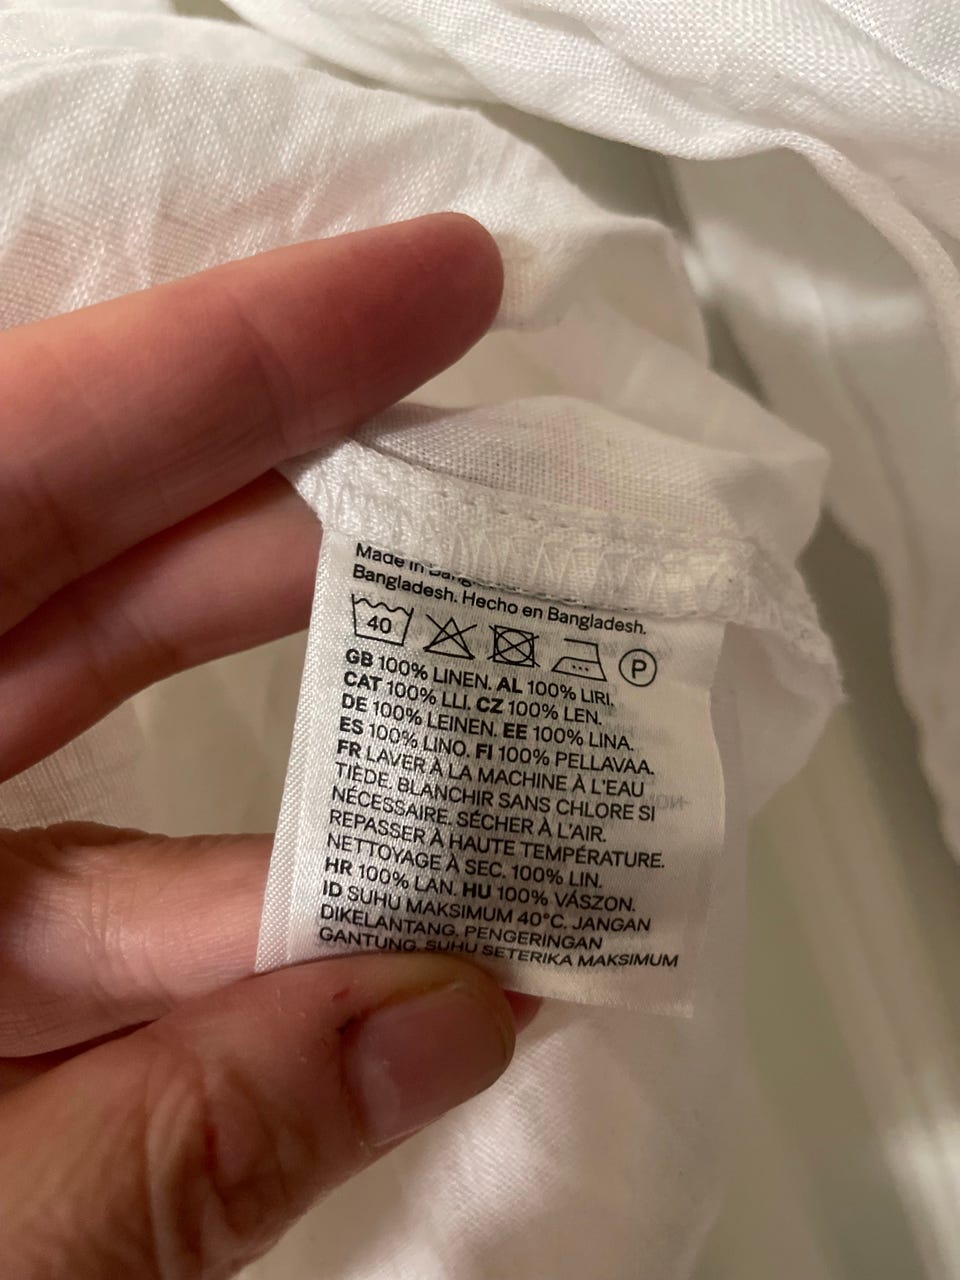 Made in
Bangladesh. Hecho en Bangladesh.
40 P
GB 100% LINEN. AL 100% LIRI.
CAT 100% LLI. CZ 100% LEN.
DE 100% LEINEN. EE 100% LINA.
ES 100% LINO. FI 100% PELLAVAA.
FR LAVER À LA MACHINE À L'EAU
TIÈDE. BLANCHIR SANS CHLORE SI
NÉCESSAIRE. SÉCHER À L'AIR.
REPASSER À HAUTE TEMPÉRATURE.
NETTOYAGE À SEC. 100% LIN.
HR 100% LAN. HU 100% VÁSZON.
ID SUHU MAKSIMUM 40°C. JANGAN
DIKELANTANG. PENGERINGAN
GANTUNG. SUHU SETERIKA MAKSIMUM